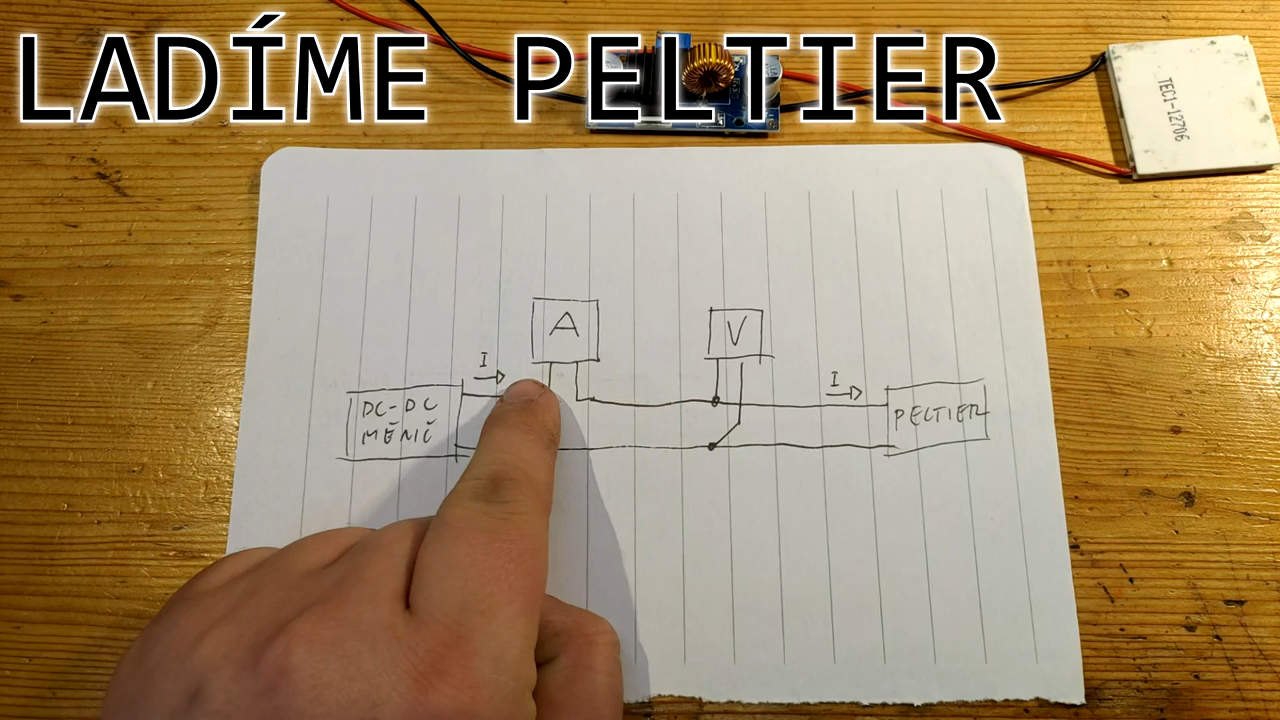 LADÍME PELTIER
TEC1-12706
A
V
I
I
DC-DC
MĚNIČ
PELTIER